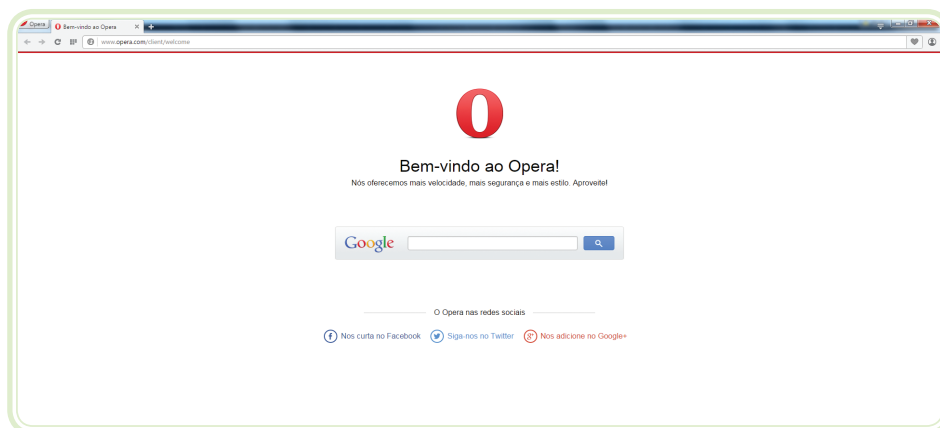 Opera
Bem-vindo ao Opera
www.opera.com/client/welcome
Bem-vindo ao Opera!
Nós oferecemos mais velocidade, mais segurança e mais estilo. Aproveite!
Google
O Opera nas redes sociais
Nos curta no Facebook Siga-nos no Twitter Nos adicione no Google+